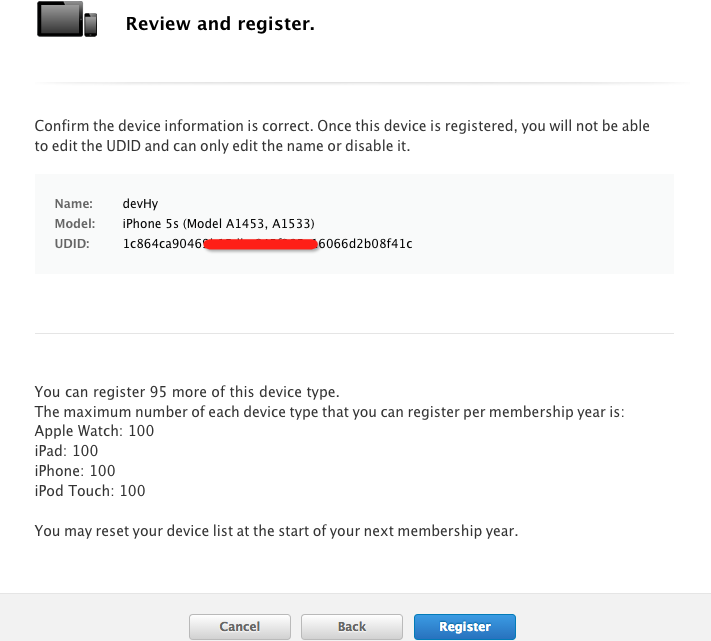 Review and register.
Confirm the device information is correct. Once this device is registered, you will not be able
to edit the UDID and can only edit the name or disable it.
Name: devHy
Model: iPhone 5s (Model A1453, A1533)
UDID: 1c864ca90469 6066d2b08f41c
You can register 95 more of this device type.
The maximum number of each device type that you can register per membership year is:
Apple Watch: 100
iPad: 100
iPhone: 100
iPod Touch: 100
You may reset your device list at the start of your next membership year.
Cancel Back Register